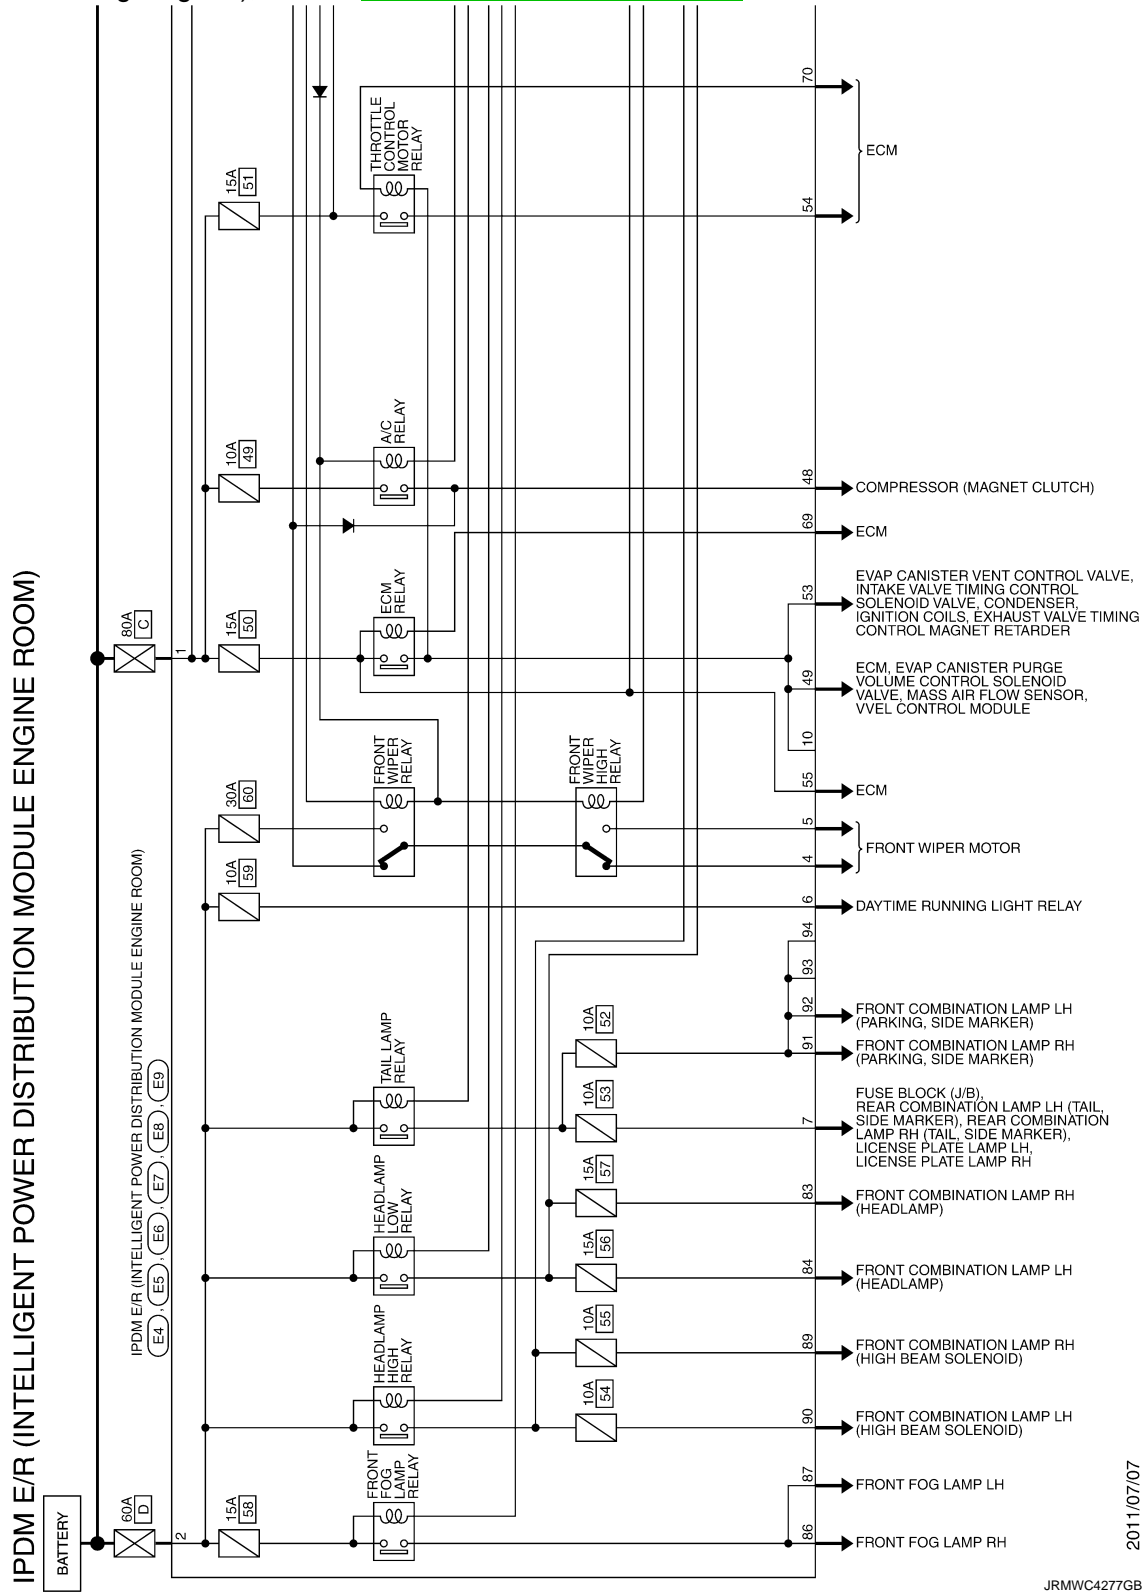 IPDM E/R (INTELLIGENT POWER DISTRIBUTION MODULE ENGINE ROOM)
BATTERY
60A
D
80A
C
IPDM E/R (INTELLIGENT POWER DISTRIBUTION MODULE ENGINE ROOM)
E4 , E5 , E6 , E7 , E8 , E9
2
1
15A
58
10A
59
30A
60
15A
50
10A
49
15A
51
FRONT
FOG
LAMP
RELAY
HEADLAMP
HIGH
RELAY
HEADLAMP
LOW
RELAY
TAIL LAMP
RELAY
FRONT
WIPER
RELAY
ECM
RELAY
A/C
RELAY
THROTTLE
CONTROL
MOTOR
RELAY
10A
54
10A
55
15A
56
15A
57
10A
53
10A
52
FRONT
WIPER
HIGH
RELAY
70
54
ECM
48
COMPRESSOR (MAGNET CLUTCH)
69
ECM
53
EVAP CANISTER VENT CONTROL VALVE,
INTAKE VALVE TIMING CONTROL
SOLENOID VALVE, CONDENSER,
IGNITION COILS, EXHAUST VALVE TIMING
CONTROL MAGNET RETARDER
49
ECM, EVAP CANISTER PURGE
VOLUME CONTROL SOLENOID
VALVE, MASS AIR FLOW SENSOR,
VVEL CONTROL MODULE
10
55
ECM
5
4
FRONT WIPER MOTOR
6
DAYTIME RUNNING LIGHT RELAY
94
93
92
FRONT COMBINATION LAMP LH
(PARKING, SIDE MARKER)
91
FRONT COMBINATION LAMP RH
(PARKING, SIDE MARKER)
7
FUSE BLOCK (J/B),
REAR COMBINATION LAMP LH (TAIL,
SIDE MARKER), REAR COMBINATION
LAMP RH (TAIL, SIDE MARKER),
LICENSE PLATE LAMP LH,
LICENSE PLATE LAMP RH
83
FRONT COMBINATION LAMP RH
(HEADLAMP)
84
FRONT COMBINATION LAMP LH
(HEADLAMP)
89
FRONT COMBINATION LAMP RH
(HIGH BEAM SOLENOID)
90
FRONT COMBINATION LAMP LH
(HIGH BEAM SOLENOID)
87
FRONT FOG LAMP LH
86
FRONT FOG LAMP RH
2011/07/07
JRMWC4277GB